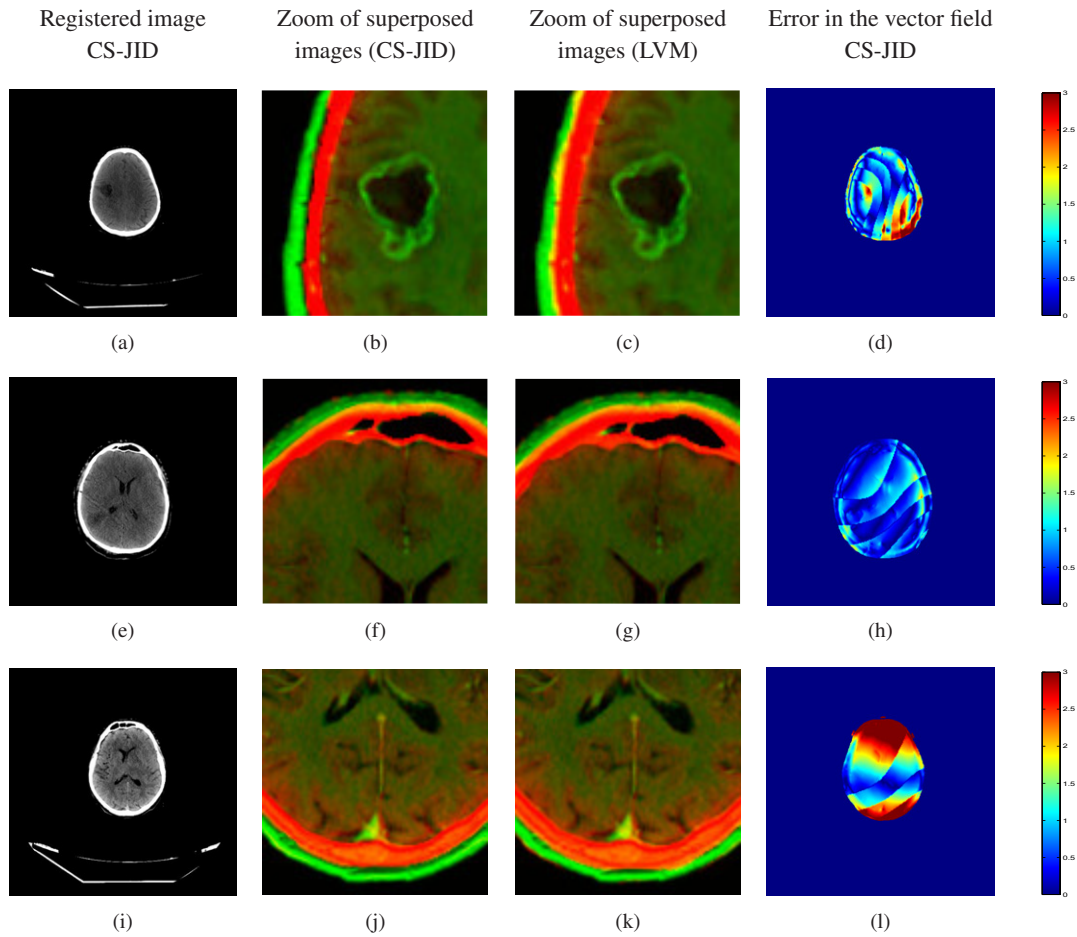 Registered image
CS-JID
Zoom of superposed
images (CS-JID)
Zoom of superposed
images (LVM)
Error in the vector field
CS-JID
3
2.5
2
1.5
1
0.5
0
(a)
(b)
(c)
(d)
3
2.5
2
1.5
1
0.5
0
(e)
(f)
(g)
(h)
3
2.5
2
1.5
1
0.5
0
(i)
(j)
(k)
(l)